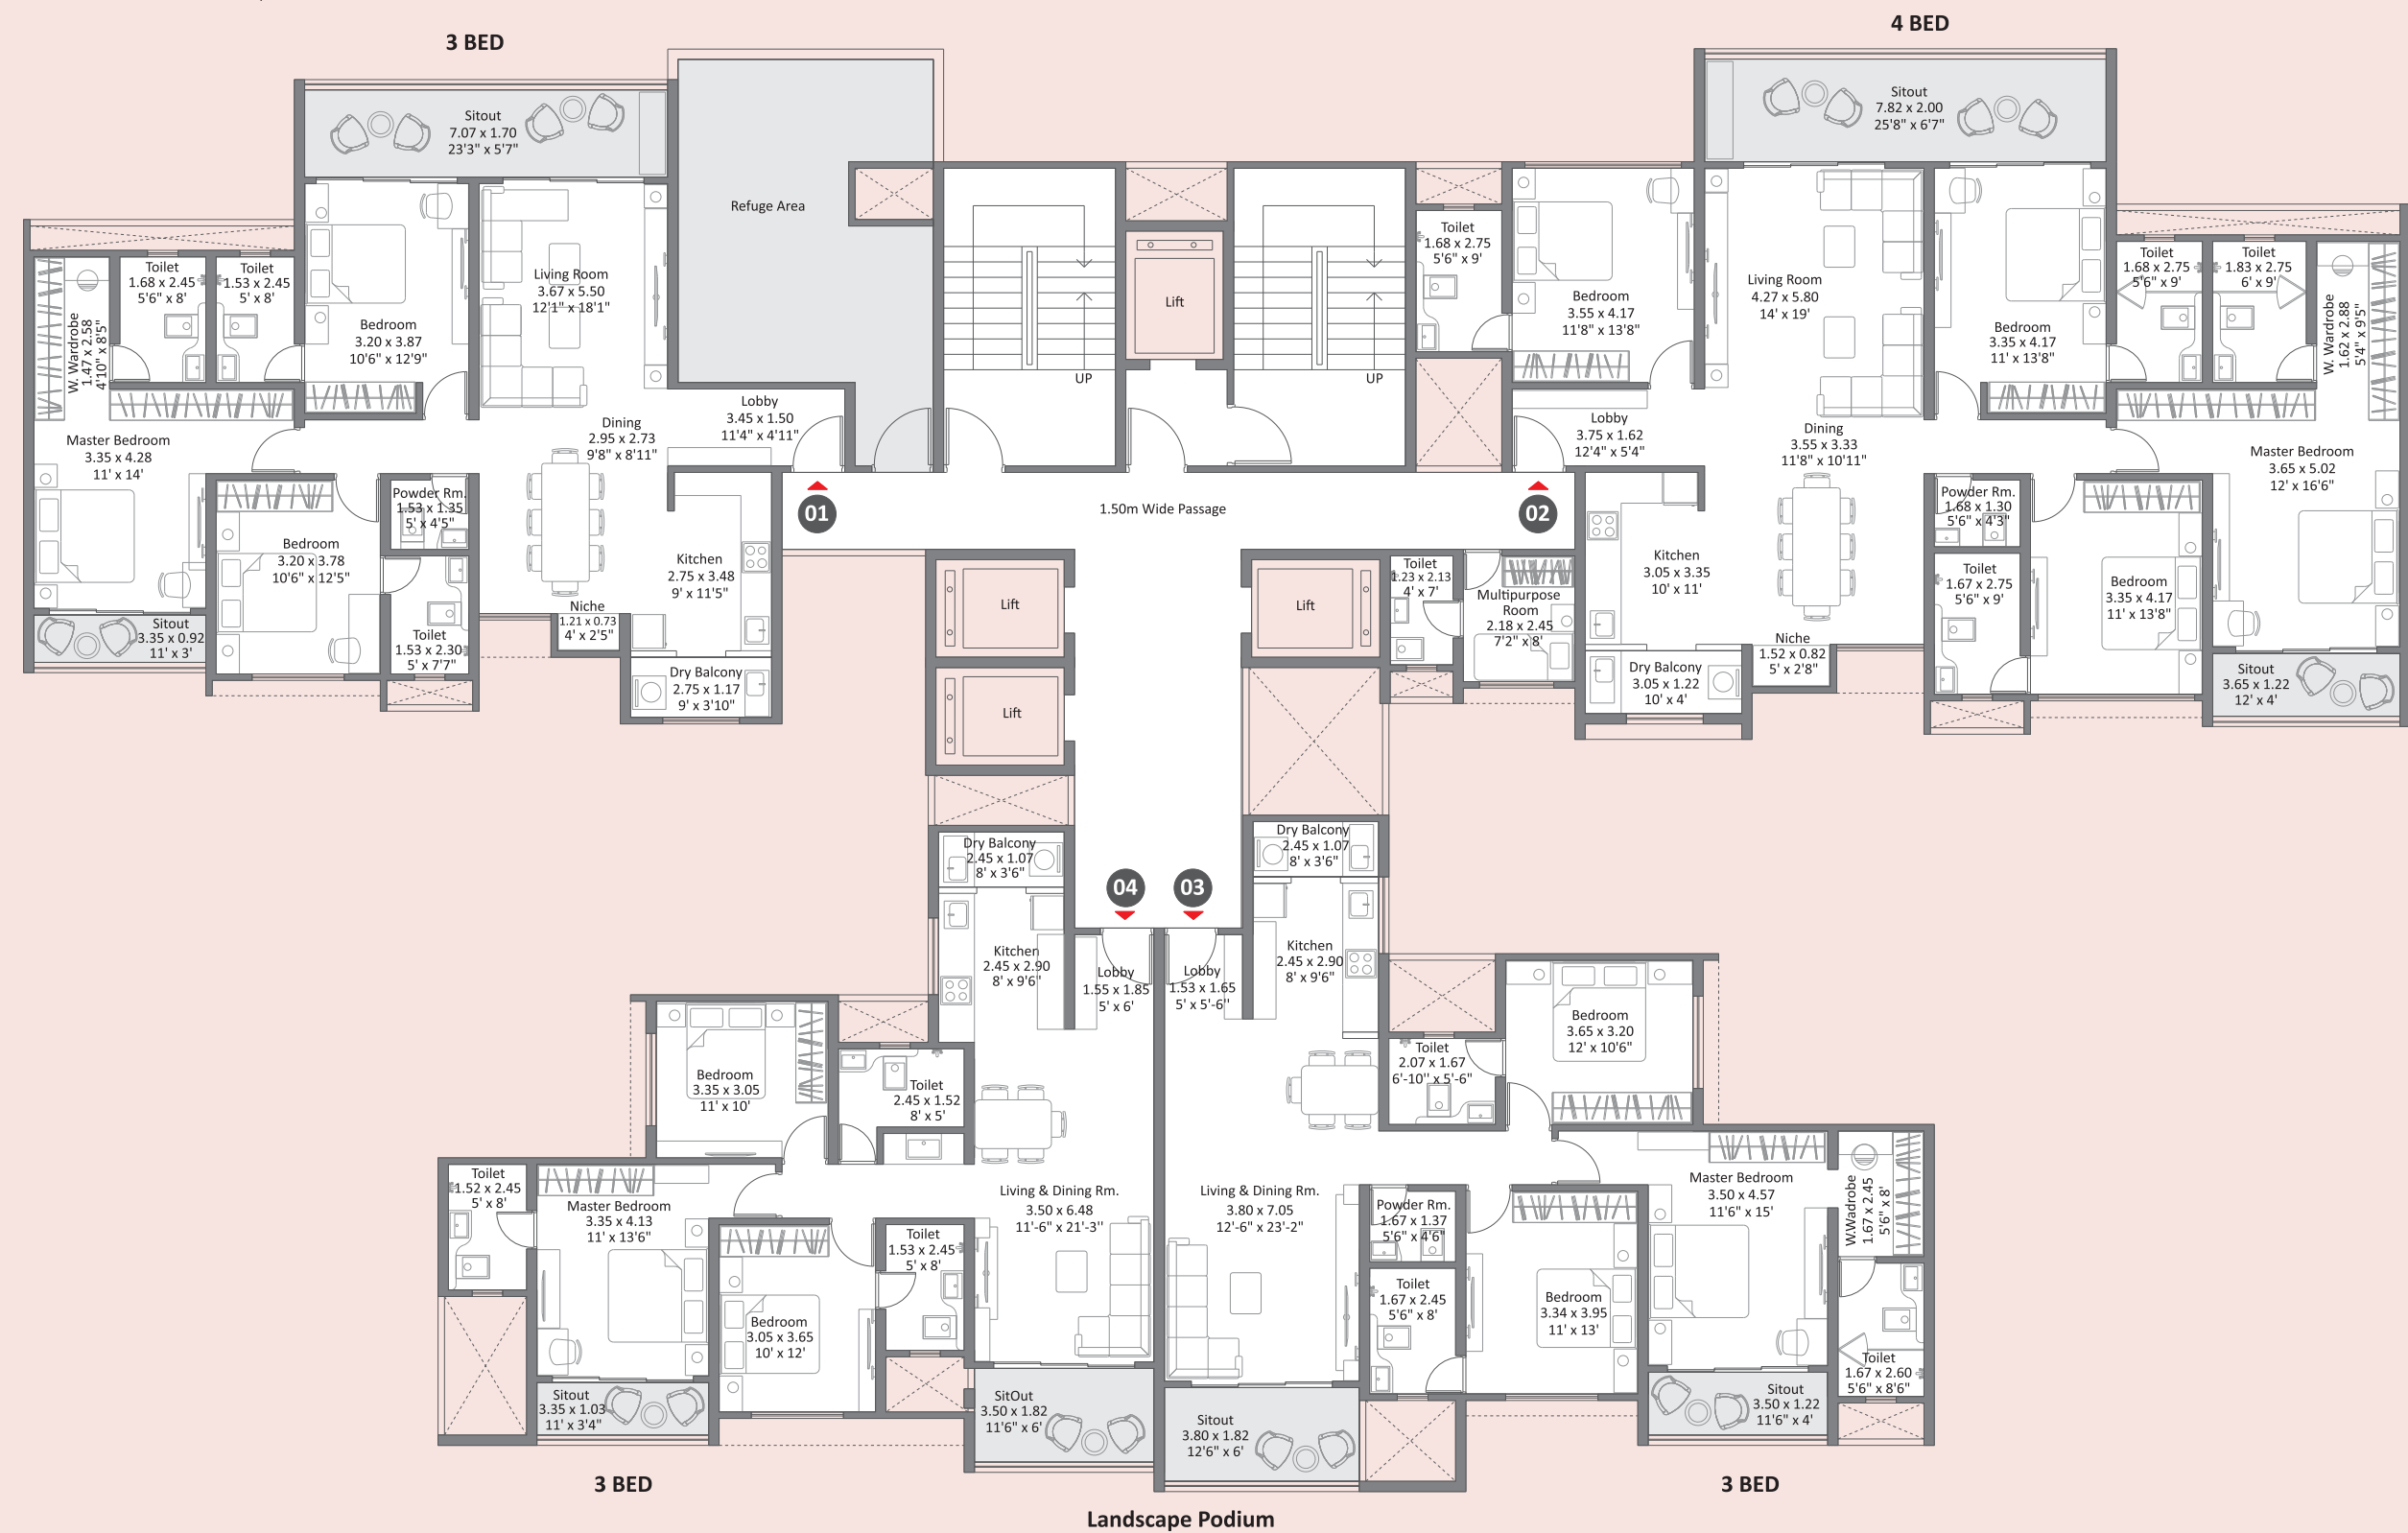 3 BED
4 BED
Sitout
7.07 x 1.70
23'3" x 5'7"
Refuge Area
Toilet
1.68 x 2.45
5'6" x 8'
Toilet
1.53 x 2.45
5' x 8'
W. Wardrobe
1.47 x 2.58
4'10" x 8'5"
Bedroom
3.20 x 3.87
10'6" x 12'9"
Living Room
3.67 x 5.50
12'1" x 18'1"
Lobby
3.45 x 1.50
11'4" x 4'11"
Dining
2.95 x 2.73
9'8" x 8'11"
Master Bedroom
3.35 x 4.28
11' x 14'
Powder Rm.
1.53 x 1.35
5' x 4'5"
Bedroom
3.20 x 3.78
10'6" x 12'5"
Kitchen
2.75 x 3.48
9' x 11'5"
Niche
1.21 x 0.73
4' x 2'5"
Sitout
3.35 x 0.92
11' x 3'
Toilet
1.53 x 2.30
5' x 7'7"
Dry Balcony
2.75 x 1.17
9' x 3'10"
01
UP
Lift
UP
1.50m Wide Passage
02
Lift
Lift
Lift
Sitout
7.82 x 2.00
25'8" x 6'7"
Toilet
1.68 x 2.75
5'6" x 9'
Bedroom
3.55 x 4.17
11'8" x 13'8"
Living Room
4.27 x 5.80
14' x 19'
Bedroom
3.35 x 4.17
11' x 13'8"
Toilet
1.68 x 2.75
5'6" x 9'
Toilet
1.83 x 2.75
6' x 9'
W. Wardrobe
1.62 x 2.88
5'4" x 9'5"
Lobby
3.75 x 1.62
12'4" x 5'4"
Dining
3.55 x 3.33
11'8" x 10'11"
Master Bedroom
3.65 x 5.02
12' x 16'6"
Powder Rm.
1.68 x 1.30
5'6" x 4'3"
Toilet
1.23 x 2.13
4' x 7'
Multipurpose
Room
2.18 x 2.45
7'2" x 8'
Kitchen
3.05 x 3.35
10' x 11'
Toilet
1.67 x 2.75
5'6" x 9'
Bedroom
3.35 x 4.17
11' x 13'8"
Dry Balcony
3.05 x 1.22
10' x 4'
Niche
1.52 x 0.82
5' x 2'8"
Sitout
3.65 x 1.22
12' x 4'
Dry Balcony
2.45 x 1.07
8' x 3'6"
04
03
Dry Balcony
2.45 x 1.07
8' x 3'6"
Kitchen
2.45 x 2.90
8' x 9'6"
Lobby
1.55 x 1.85
5' x 6'
Lobby
1.53 x 1.65
5' x 5'-6"
Kitchen
2.45 x 2.90
8' x 9'6"
Bedroom
3.35 x 3.05
11' x 10'
Toilet
2.45 x 1.52
8' x 5'
Toilet
1.52 x 2.45
5' x 8'
Master Bedroom
3.35 x 4.13
11' x 13'6"
Living & Dining Rm.
3.50 x 6.48
11'-6" x 21'-3"
Toilet
1.53 x 2.45
5' x 8'
Bedroom
3.05 x 3.65
10' x 12'
Sitout
3.35 x 1.03
11' x 3'4"
SitOut
3.50 x 1.82
11'6" x 6'
Toilet
2.07 x 1.67
6'-10" x 5'-6"
Bedroom
3.65 x 3.20
12' x 10'6"
Living & Dining Rm.
3.80 x 7.05
12'-6" x 23'-2"
Powder Rm.
1.67 x 1.37
5'6" x 4'6"
Master Bedroom
3.50 x 4.57
11'6" x 15'
W.Wadrobe
1.67 x 2.45
5'6" x 8'
Toilet
1.67 x 2.45
5'6" x 8'
Bedroom
3.34 x 3.95
11' x 13'
Toilet
1.67 x 2.60
5'6" x 8'6"
Sitout
3.80 x 1.82
12'6" x 6'
Sitout
3.50 x 1.22
11'6" x 4'
3 BED
3 BED
Landscape Podium